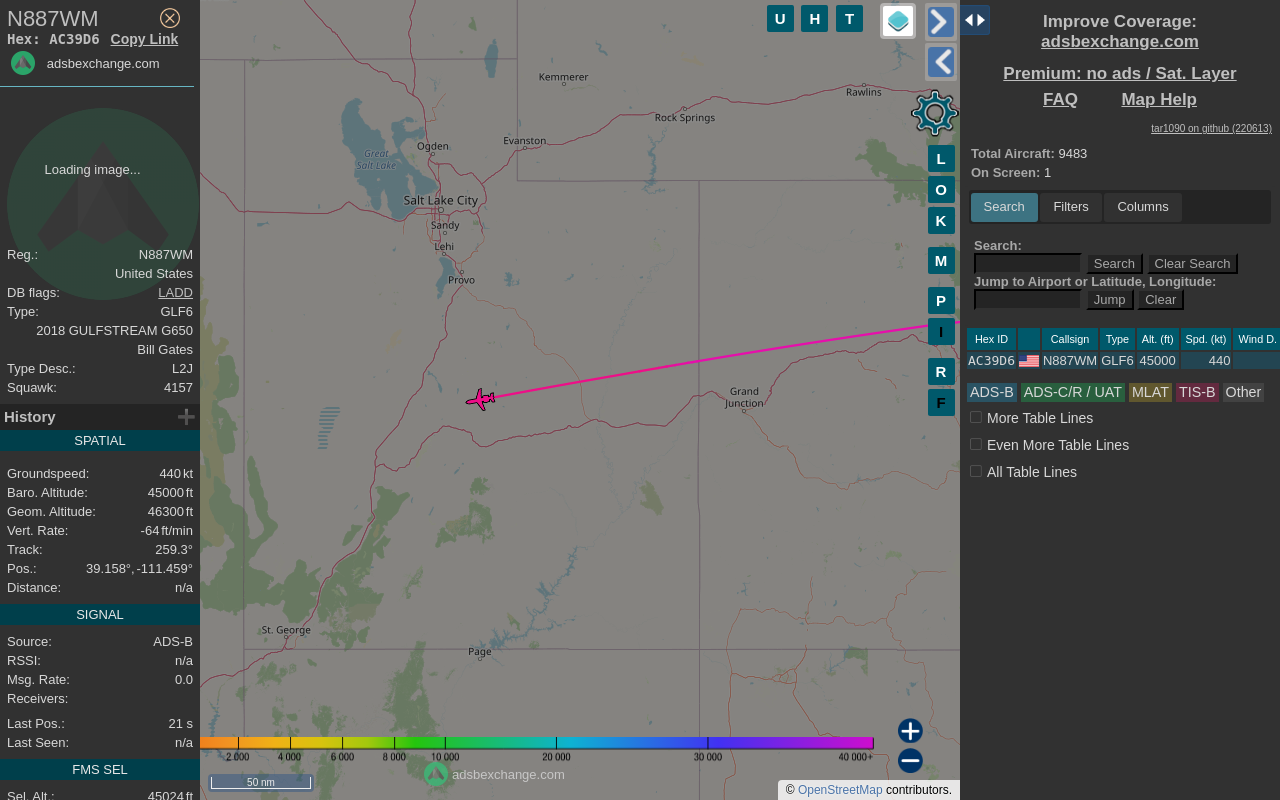 N887WM
Hex: AC39D6 Copy Link
adsbexchange.com
Loading image...
Reg.: N887WM
United States
DB flags: LADD
Type: GLF6
2018 GULFSTREAM G650
Bill Gates
Type Desc.: L2J
Squawk: 4157
History
SPATIAL
Groundspeed: 440 kt
Baro. Altitude: 45000 ft
Geom. Altitude: 46300 ft
Vert. Rate: -64 ft/min
Track: 259.3°
Pos.: 39.158°, -111.459°
Distance: n/a
SIGNAL
Source: ADS-B
RSSI: n/a
Msg. Rate: 0.0
Receivers:
Last Pos.: 21 s
Last Seen: n/a
FMS SEL
Sel. Alt.: 45024 ft
U H T
Kemmerer
Rawlins
Rock Springs
Evanston
Ogden
Great
Salt Lake
Salt Lake City
Sandy
Lehi
Provo
Grand
Junction
St. George
Page
L
O
K
M
P
I
R
F
2 000 4 000 6 000 8 000 10 000 20 000 30 000 40 000+
adsbexchange.com
50 nm
© OpenStreetMap contributors.
Improve Coverage:
adsbexchange.com
Premium: no ads / Sat. Layer
FAQ Map Help
tar1090 on github (220613)
Total Aircraft: 9483
On Screen: 1
Search Filters Columns
Search:
Search Clear Search
Jump to Airport or Latitude, Longitude:
Jump Clear
Hex ID Callsign Type Alt. (ft) Spd. (kt) Wind D.
AC39D6 N887WM GLF6 45000 440
ADS-B ADS-C/R / UAT MLAT TIS-B Other
More Table Lines
Even More Table Lines
All Table Lines